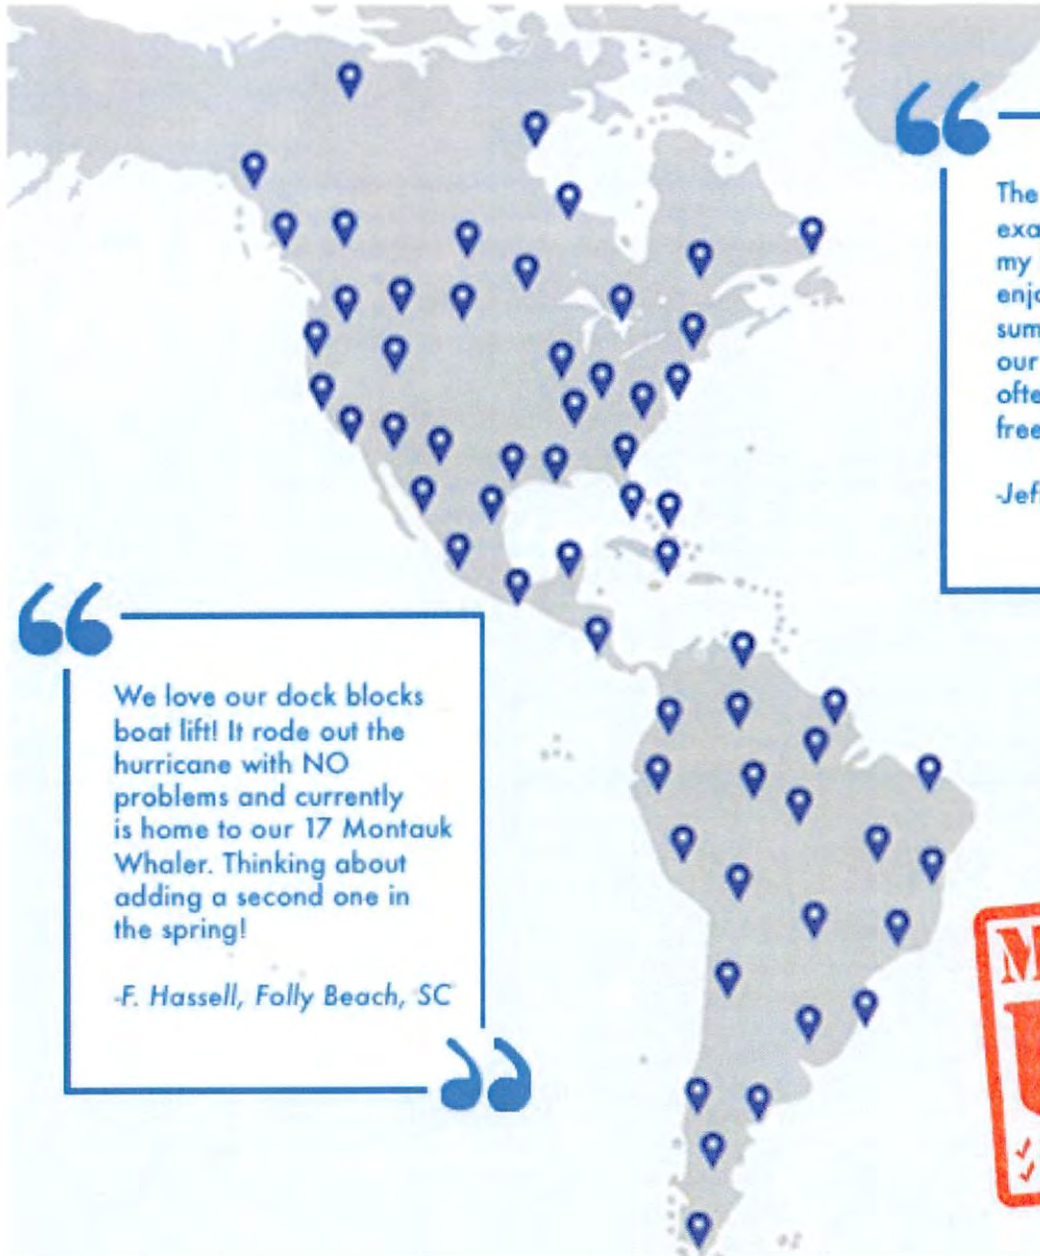 We love our dock blocks
boat lift! It rode out the
hurricane with NO
problems and currently
is home to our 17 Montauk
Whaler. Thinking about
adding a second one in
the spring!
-F. Hassell, Folly Beach, SC
The
my
our